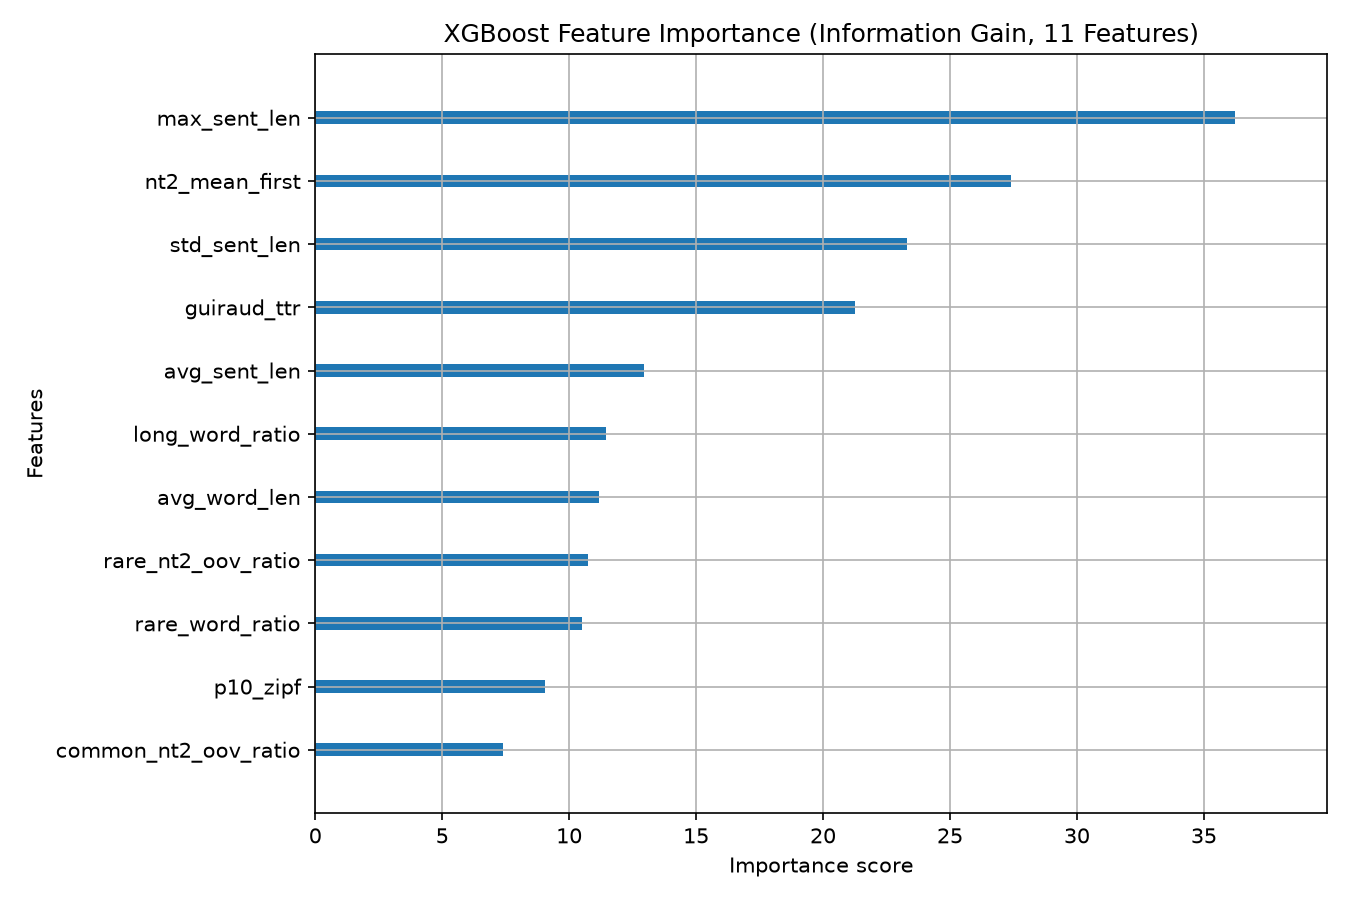 XGBoost Feature Importance (Information Gain, 11 Features)
max_sent_len
nt2_mean_first
std_sent_len
guiraud_ttr
avg_sent_len
long_word_ratio
avg_word_len
rare_nt2_oov_ratio
rare_word_ratio
p10_zipf
common_nt2_oov_ratio
Features
0 5 10 15 20 25 30 35
Importance score